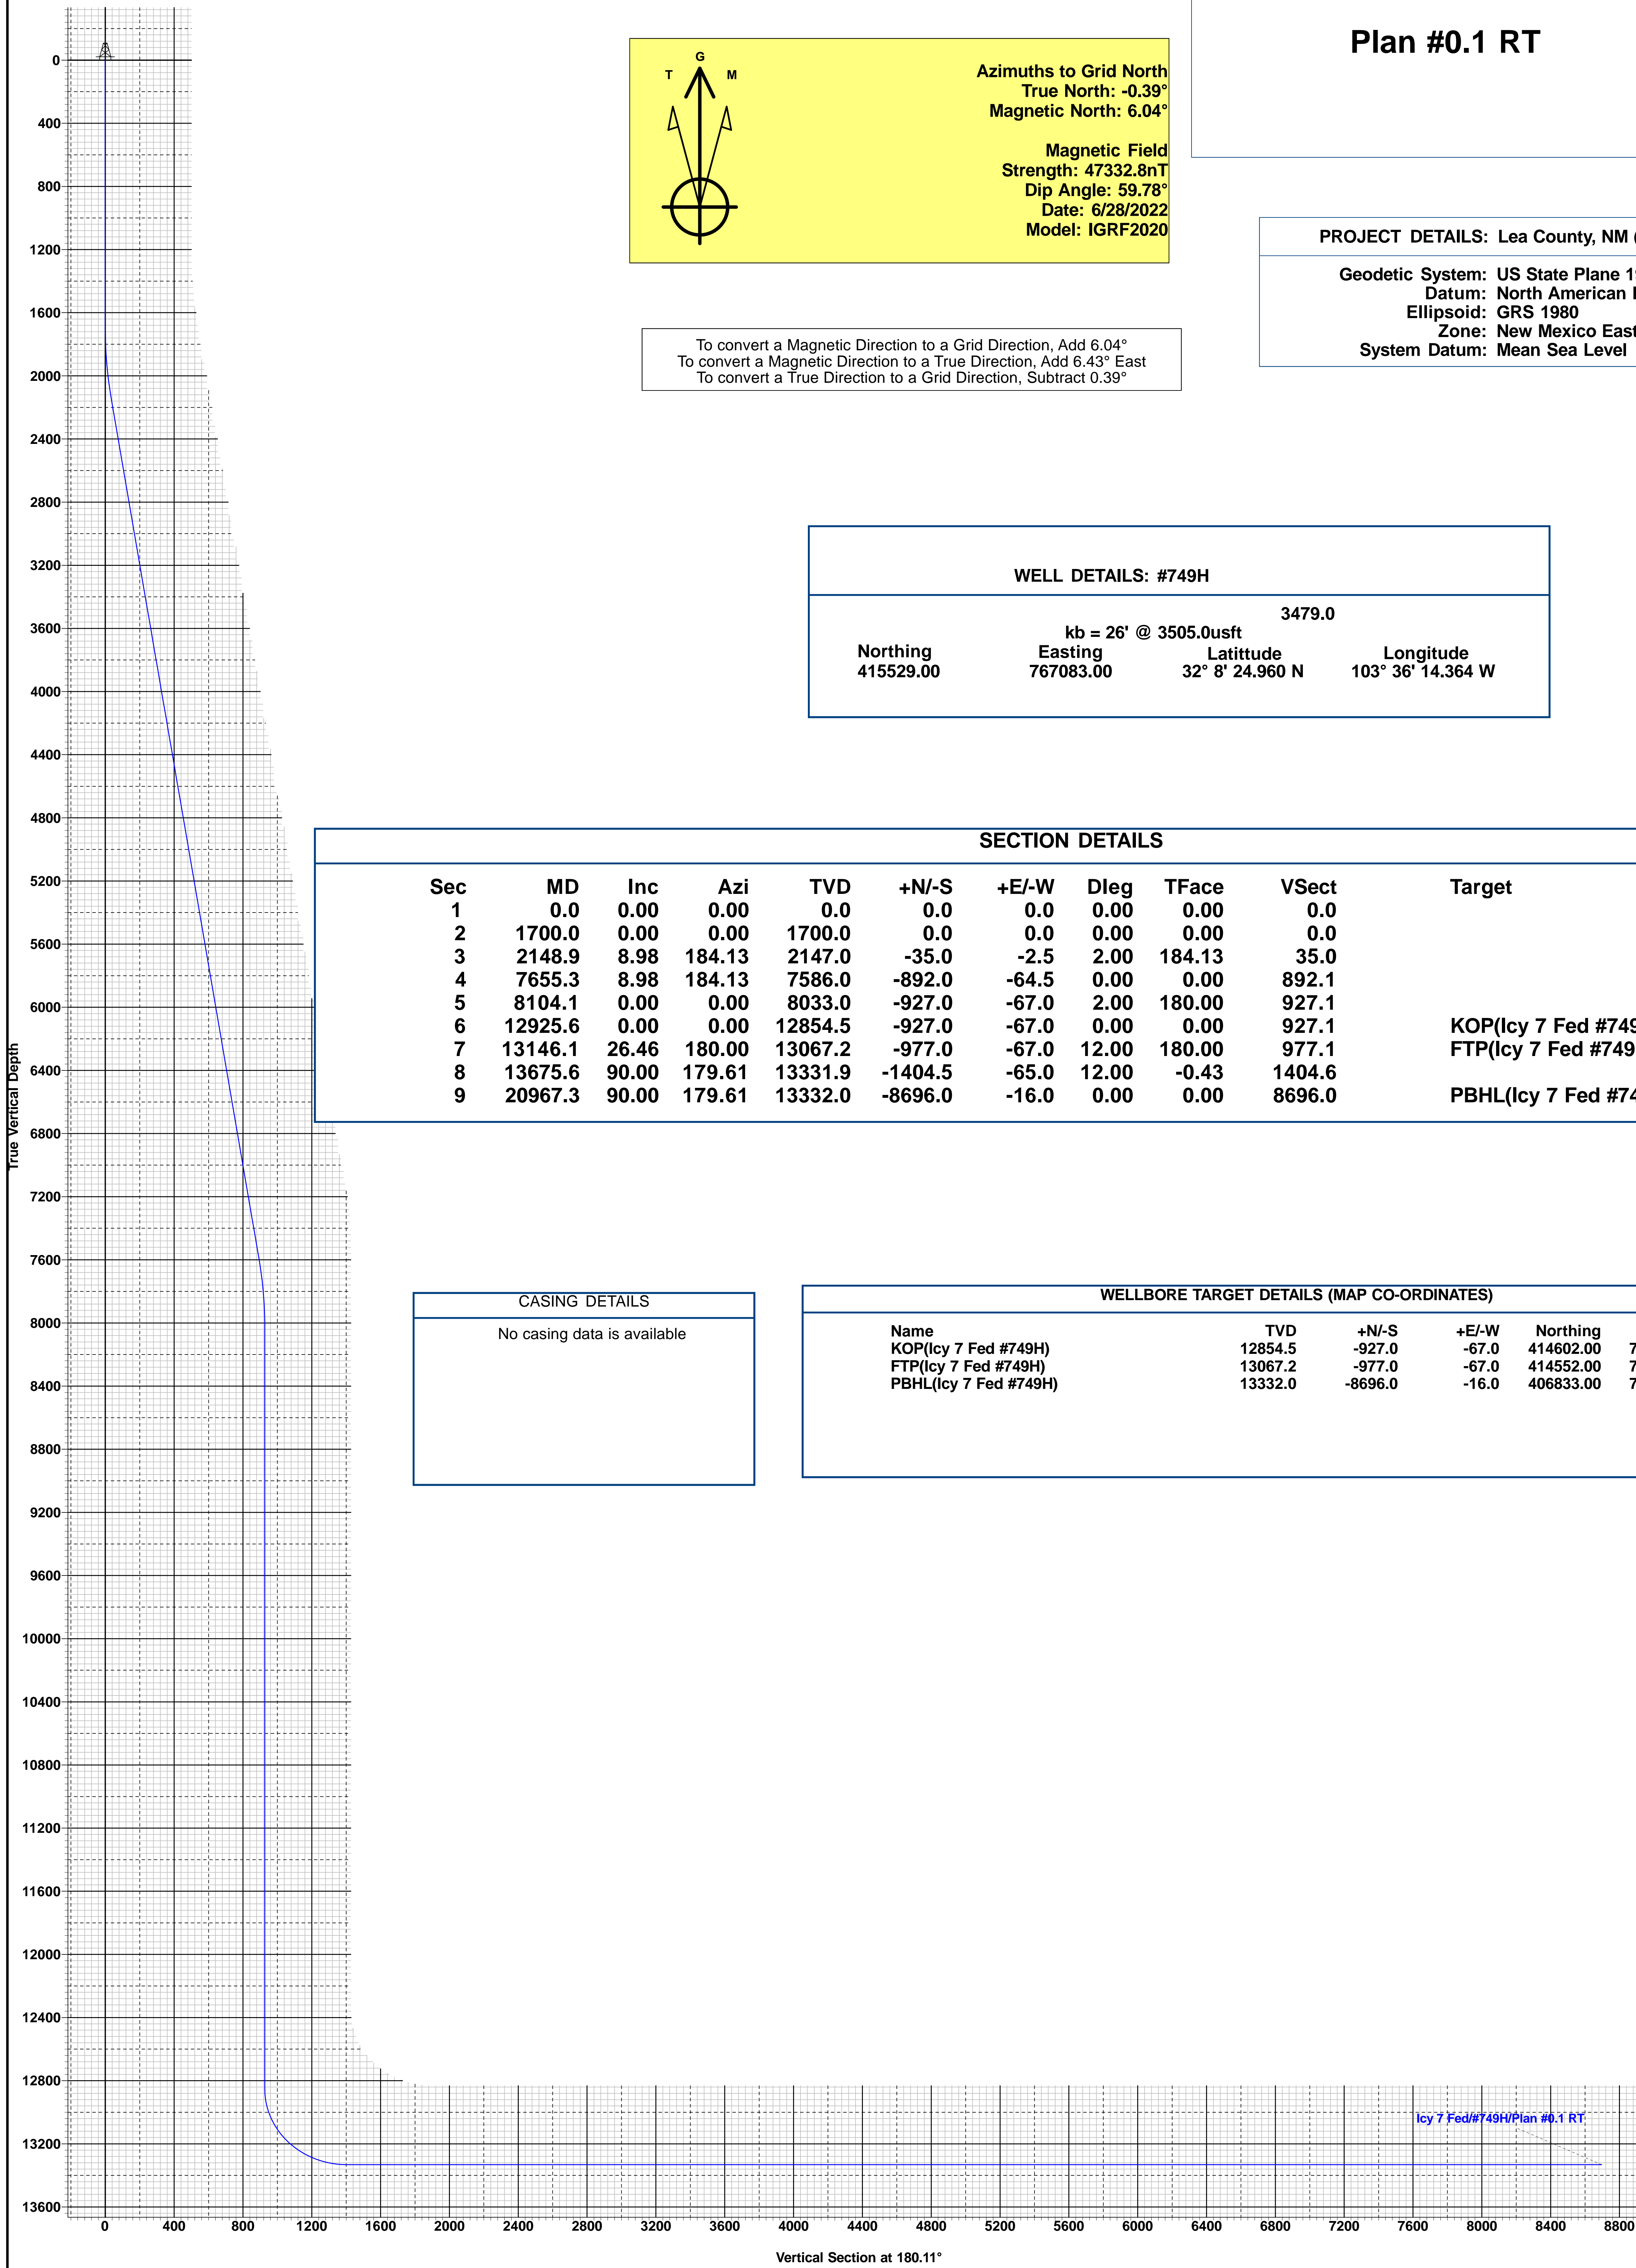 Plan #0.1 RT
G
T M
Azimuths to Grid North
True North: -0.39°
Magnetic North: 6.04°
Magnetic Field
Strength: 47332.8nT
Dip Angle: 59.78°
Date: 6/28/2022
Model: IGRF2020
PROJECT DETAILS: Lea County, NM (
Geodetic System: US State Plane 1
Datum: North American
Ellipsoid: GRS 1980
Zone: New Mexico East
System Datum: Mean Sea Level
To convert a Magnetic Direction to a Grid Direction, Add 6.04°
To convert a Magnetic Direction to a True Direction, Add 6.43° East
To convert a True Direction to a Grid Direction, Subtract 0.39°
WELL DETAILS: #749H
3479.0
kb = 26' @ 3505.0usft
Northing Easting Latittude Longitude
415529.00 767083.00 32° 8' 24.960 N 103° 36' 14.364 W
SECTION DETAILS
Sec MD Inc Azi TVD +N/-S +E/-W Dleg TFace VSect Target
1 0.0 0.00 0.00 0.0 0.0 0.0 0.00 0.00 0.0
2 1700.0 0.00 0.00 1700.0 0.0 0.0 0.00 0.00 0.0
3 2148.9 8.98 184.13 2147.0 -35.0 -2.5 2.00 184.13 35.0
4 7655.3 8.98 184.13 7586.0 -892.0 -64.5 0.00 0.00 892.1
5 8104.1 0.00 0.00 8033.0 -927.0 -67.0 2.00 180.00 927.1
6 12925.6 0.00 0.00 12854.5 -927.0 -67.0 0.00 0.00 927.1 KOP(Icy 7 Fed #749
7 13146.1 26.46 180.00 13067.2 -977.0 -67.0 12.00 180.00 977.1 FTP(Icy 7 Fed #749
8 13675.6 90.00 179.61 13331.9 -1404.5 -65.0 12.00 -0.43 1404.6
9 20967.3 90.00 179.61 13332.0 -8696.0 -16.0 0.00 0.00 8696.0 PBHL(Icy 7 Fed #74
CASING DETAILS
No casing data is available
WELLBORE TARGET DETAILS (MAP CO-ORDINATES)
Name TVD +N/-S +E/-W Northing
KOP(Icy 7 Fed #749H) 12854.5 -927.0 -67.0 414602.00 7
FTP(Icy 7 Fed #749H) 13067.2 -977.0 -67.0 414552.00 7
PBHL(Icy 7 Fed #749H) 13332.0 -8696.0 -16.0 406833.00 7
True Vertical Depth
0
400
800
1200
1600
2000
2400
2800
3200
3600
4000
4400
4800
5200
5600
6000
6400
6800
7200
7600
8000
8400
8800
9200
9600
10000
10400
10800
11200
11600
12000
12400
12800
13200
13600
Icy 7 Fed/#749H/Plan #0.1 RT
0 400 800 1200 1600 2000 2400 2800 3200 3600 4000 4400 4800 5200 5600 6000 6400 6800 7200 7600 8000 8400 8800
Vertical Section at 180.11°